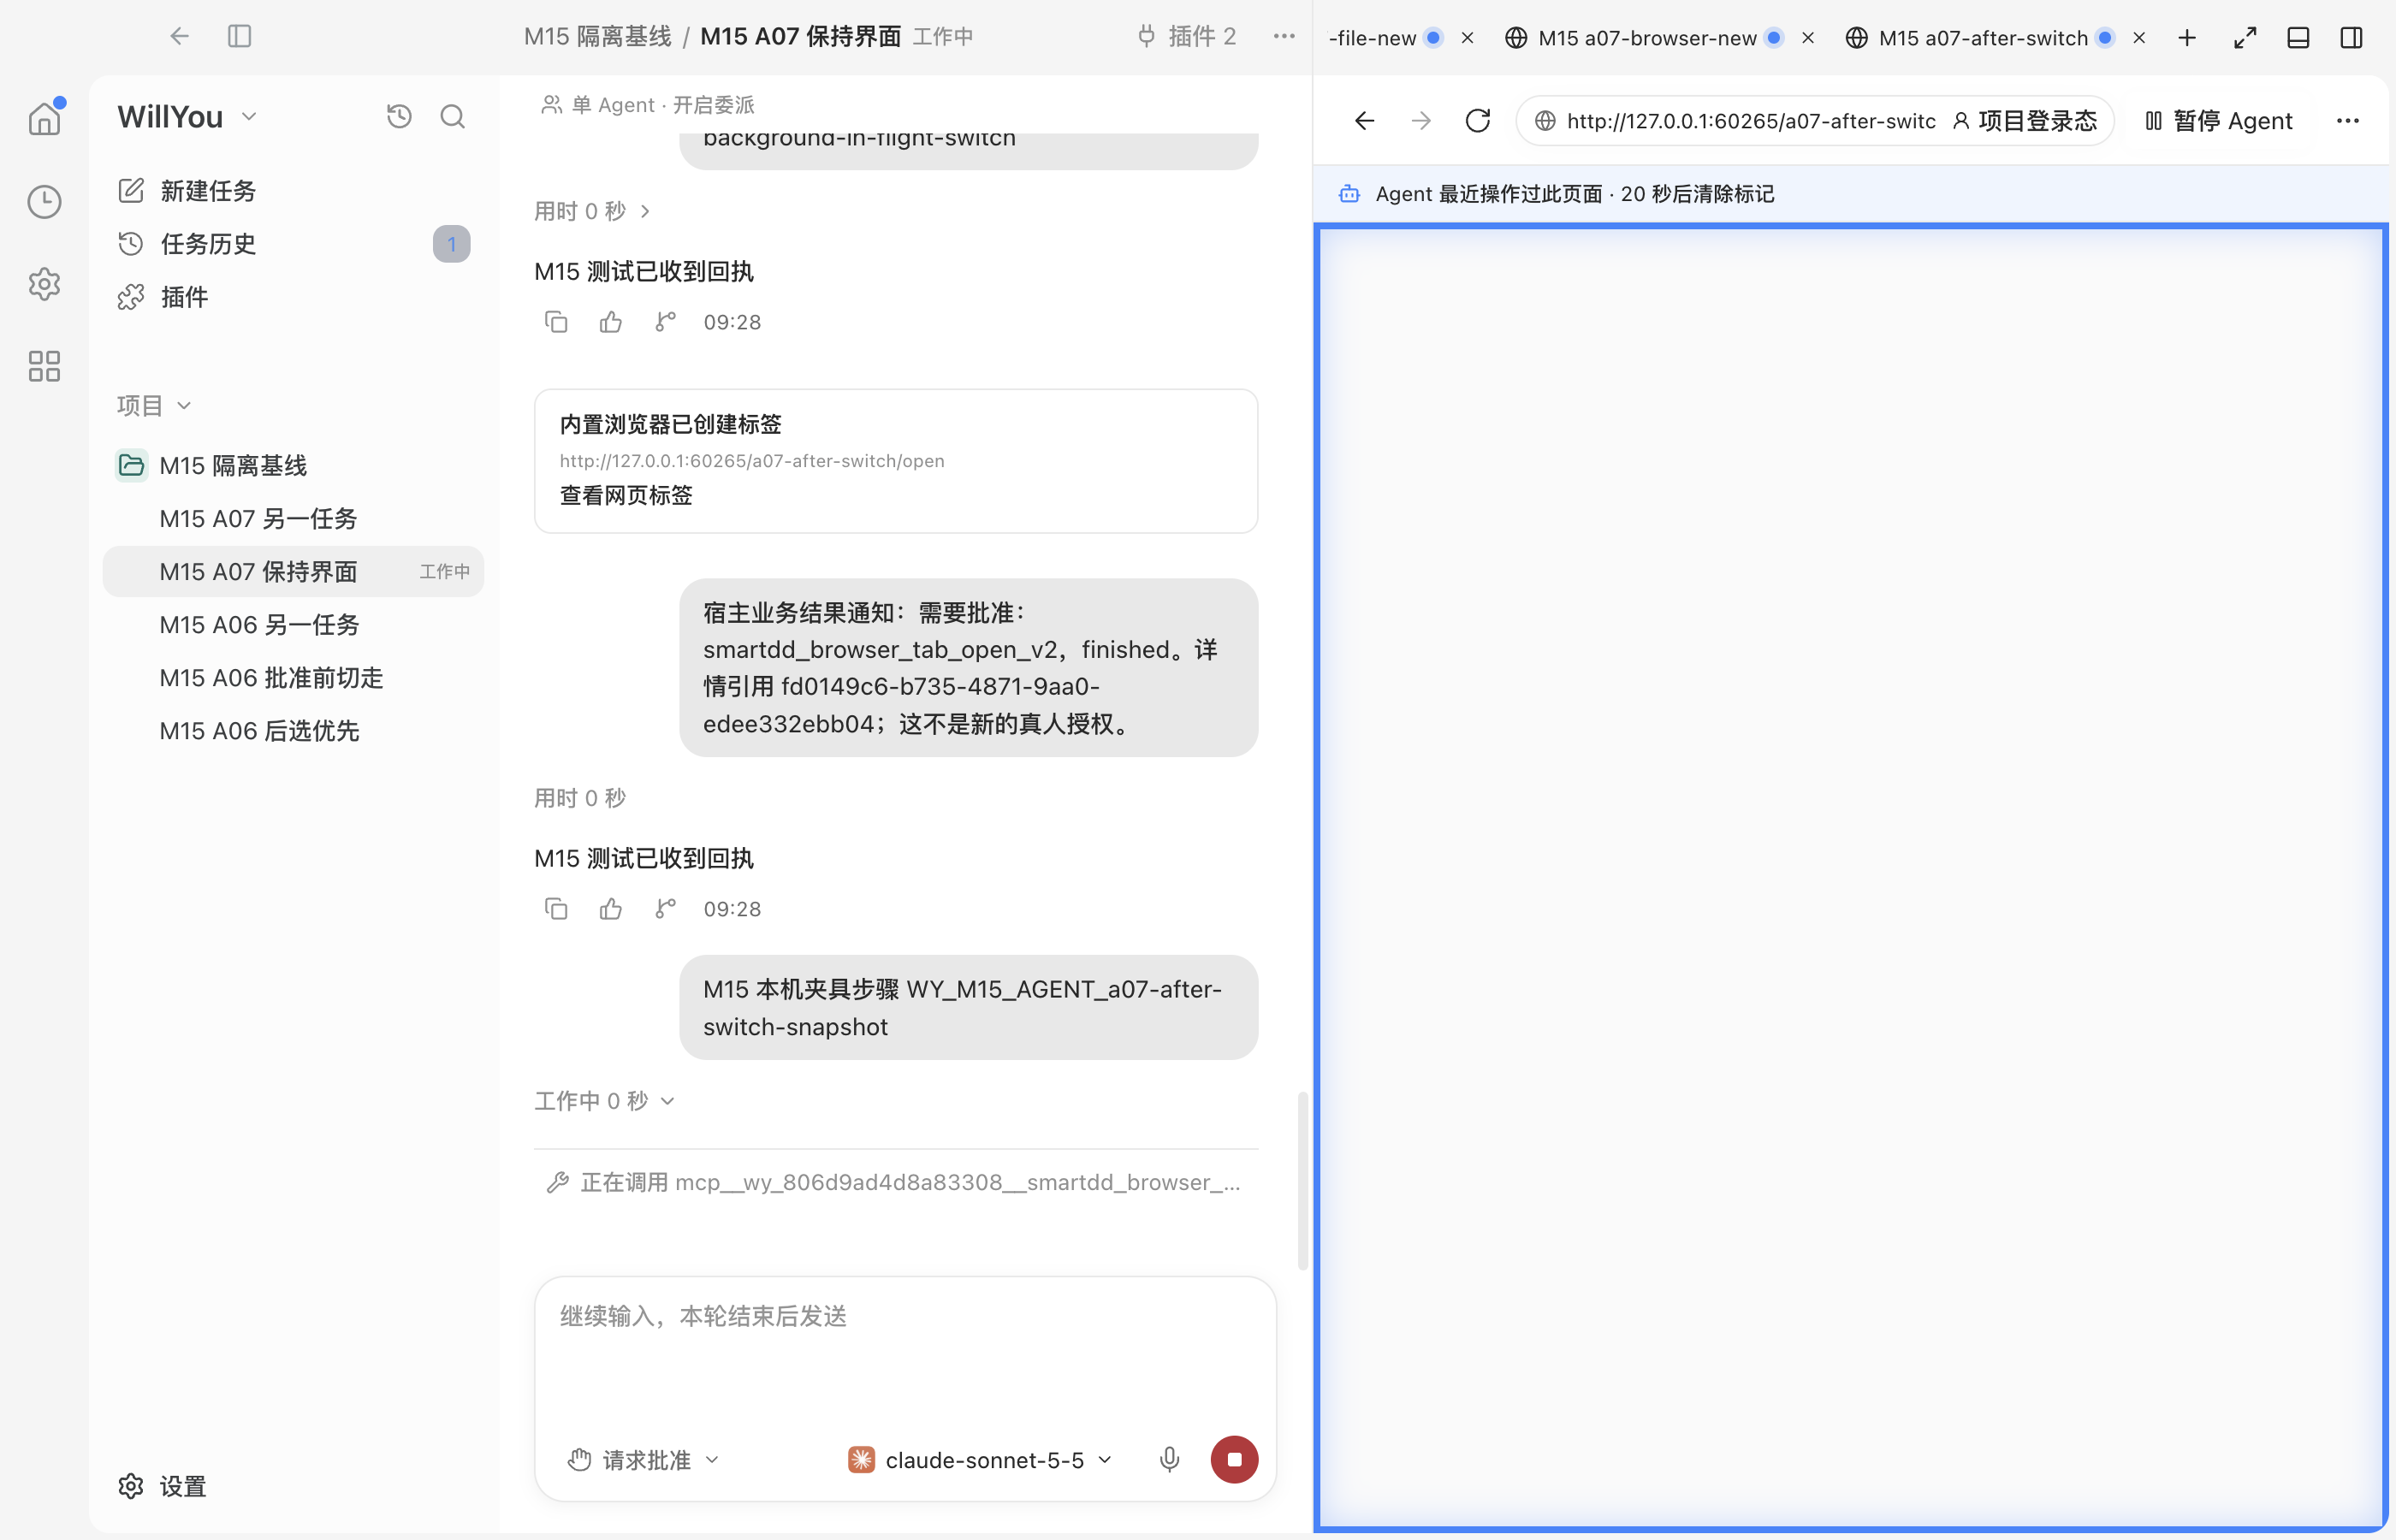 M15 隔离基线 / M15 A07 保持界面 工作中
插件 2
-file-new
M15 a07-browser-new
M15 a07-after-switch
WillYou
新建任务
任务历史
1
插件
项目
M15 隔离基线
M15 A07 另一任务
M15 A07 保持界面 工作中
M15 A06 另一任务
M15 A06 批准前切走
M15 A06 后选优先
设置
单 Agent · 开启委派
background-in-flight-switch
用时 0 秒
M15 测试已收到回执
09:28
内置浏览器已创建标签
http://127.0.0.1:60265/a07-after-switch/open
查看网页标签
宿主业务结果通知：需要批准：
smartdd_browser_tab_open_v2，finished。详
情引用 fd0149c6-b735-4871-9aa0-
edee332ebb04；这不是新的真人授权。
用时 0 秒
M15 测试已收到回执
09:28
M15 本机夹具步骤 WY_M15_AGENT_a07-after-
switch-snapshot
工作中 0 秒
正在调用 mcp__wy_806d9ad4d8a83308__smartdd_browser_...
继续输入，本轮结束后发送
请求批准
claude-sonnet-5-5
http://127.0.0.1:60265/a07-after-switc
项目登录态
暂停 Agent
Agent 最近操作过此页面 · 20 秒后清除标记